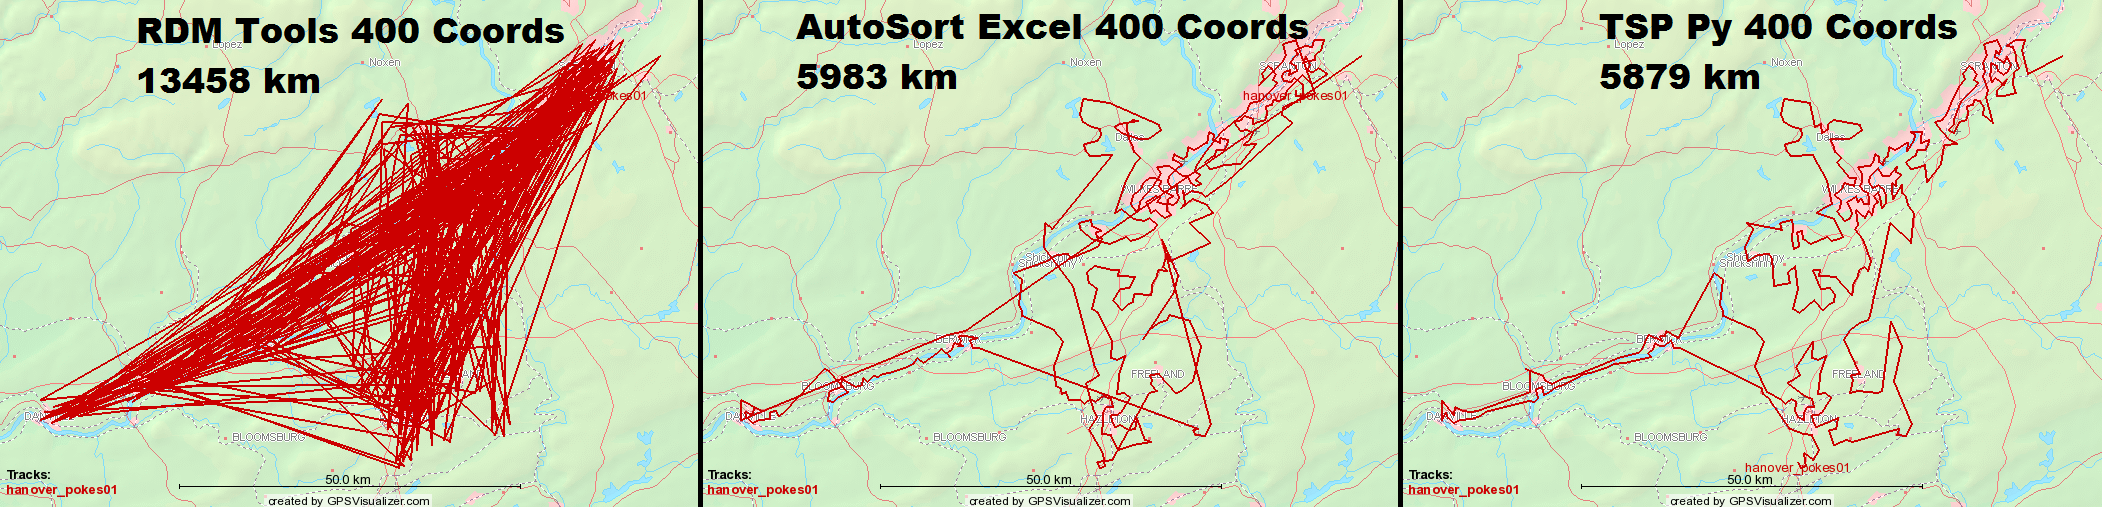 RDM Tools 400 Coords
13458 km
Lopez
Noxen
okes01
BLOOMSBURG
Tracks:
hanover_pokes01
50.0 km
created by GPSVisualizer.com
AutoSort Excel 400 Coords
5983 km
Lopez
Noxen
SCRANTON
hanover_pokes01
Dallas
WILKES BARRE
Shickshinny
Shickshinny
BERWICK
BLOOMSBURG
FREELAND
DANVILLE
HAZLETON
BLOOMSBURG
Tracks:
hanover_pokes01
50.0 km
created by GPSVisualizer.com
TSP Py 400 Coords
5879 km
Lopez
Noxen
SCRANTON
Dallas
WILKES BARRE
Shickshinny
Shickshinny
BERWICK
BLOOMSBURG
FREELAND
DANVILLE
HAZLETON
BLOOMSBURG
hanover_pokes01
Tracks:
hanover_pokes01
50.0 km
created by GPSVisualizer.com